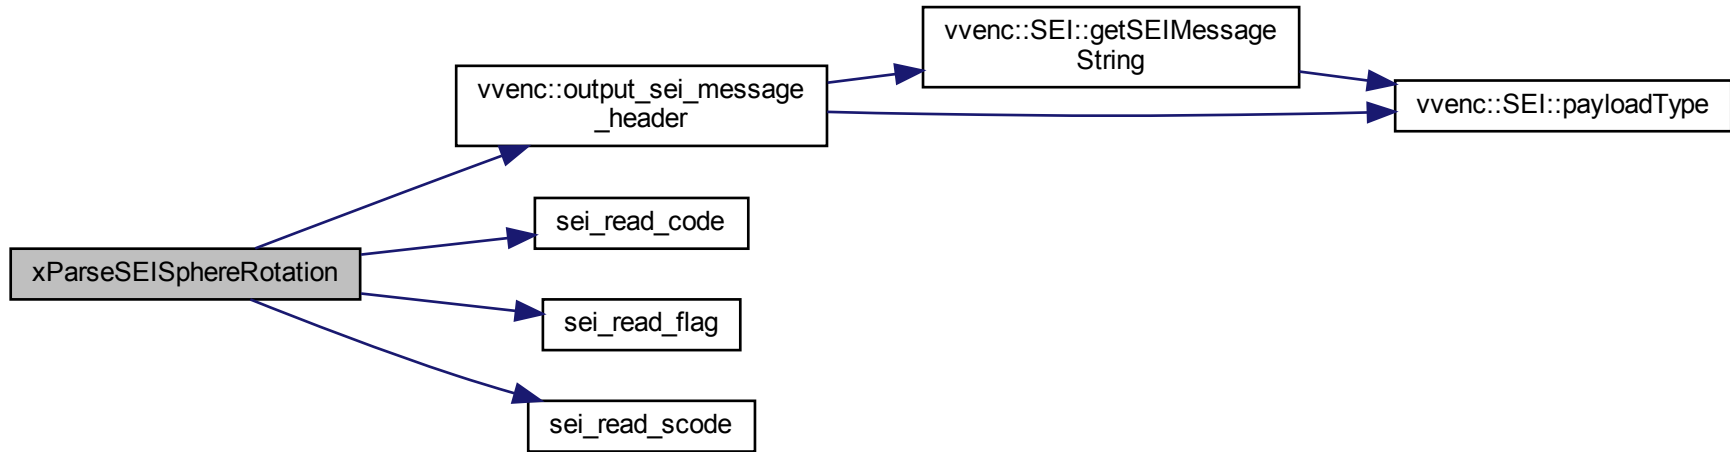 vvenc::SEI::getSEIMessage
String
vvenc::output_sei_message
_header
vvenc::SEI::payloadType
sei_read_code
xParseSEISphereRotation
sei_read_flag
sei_read_scode